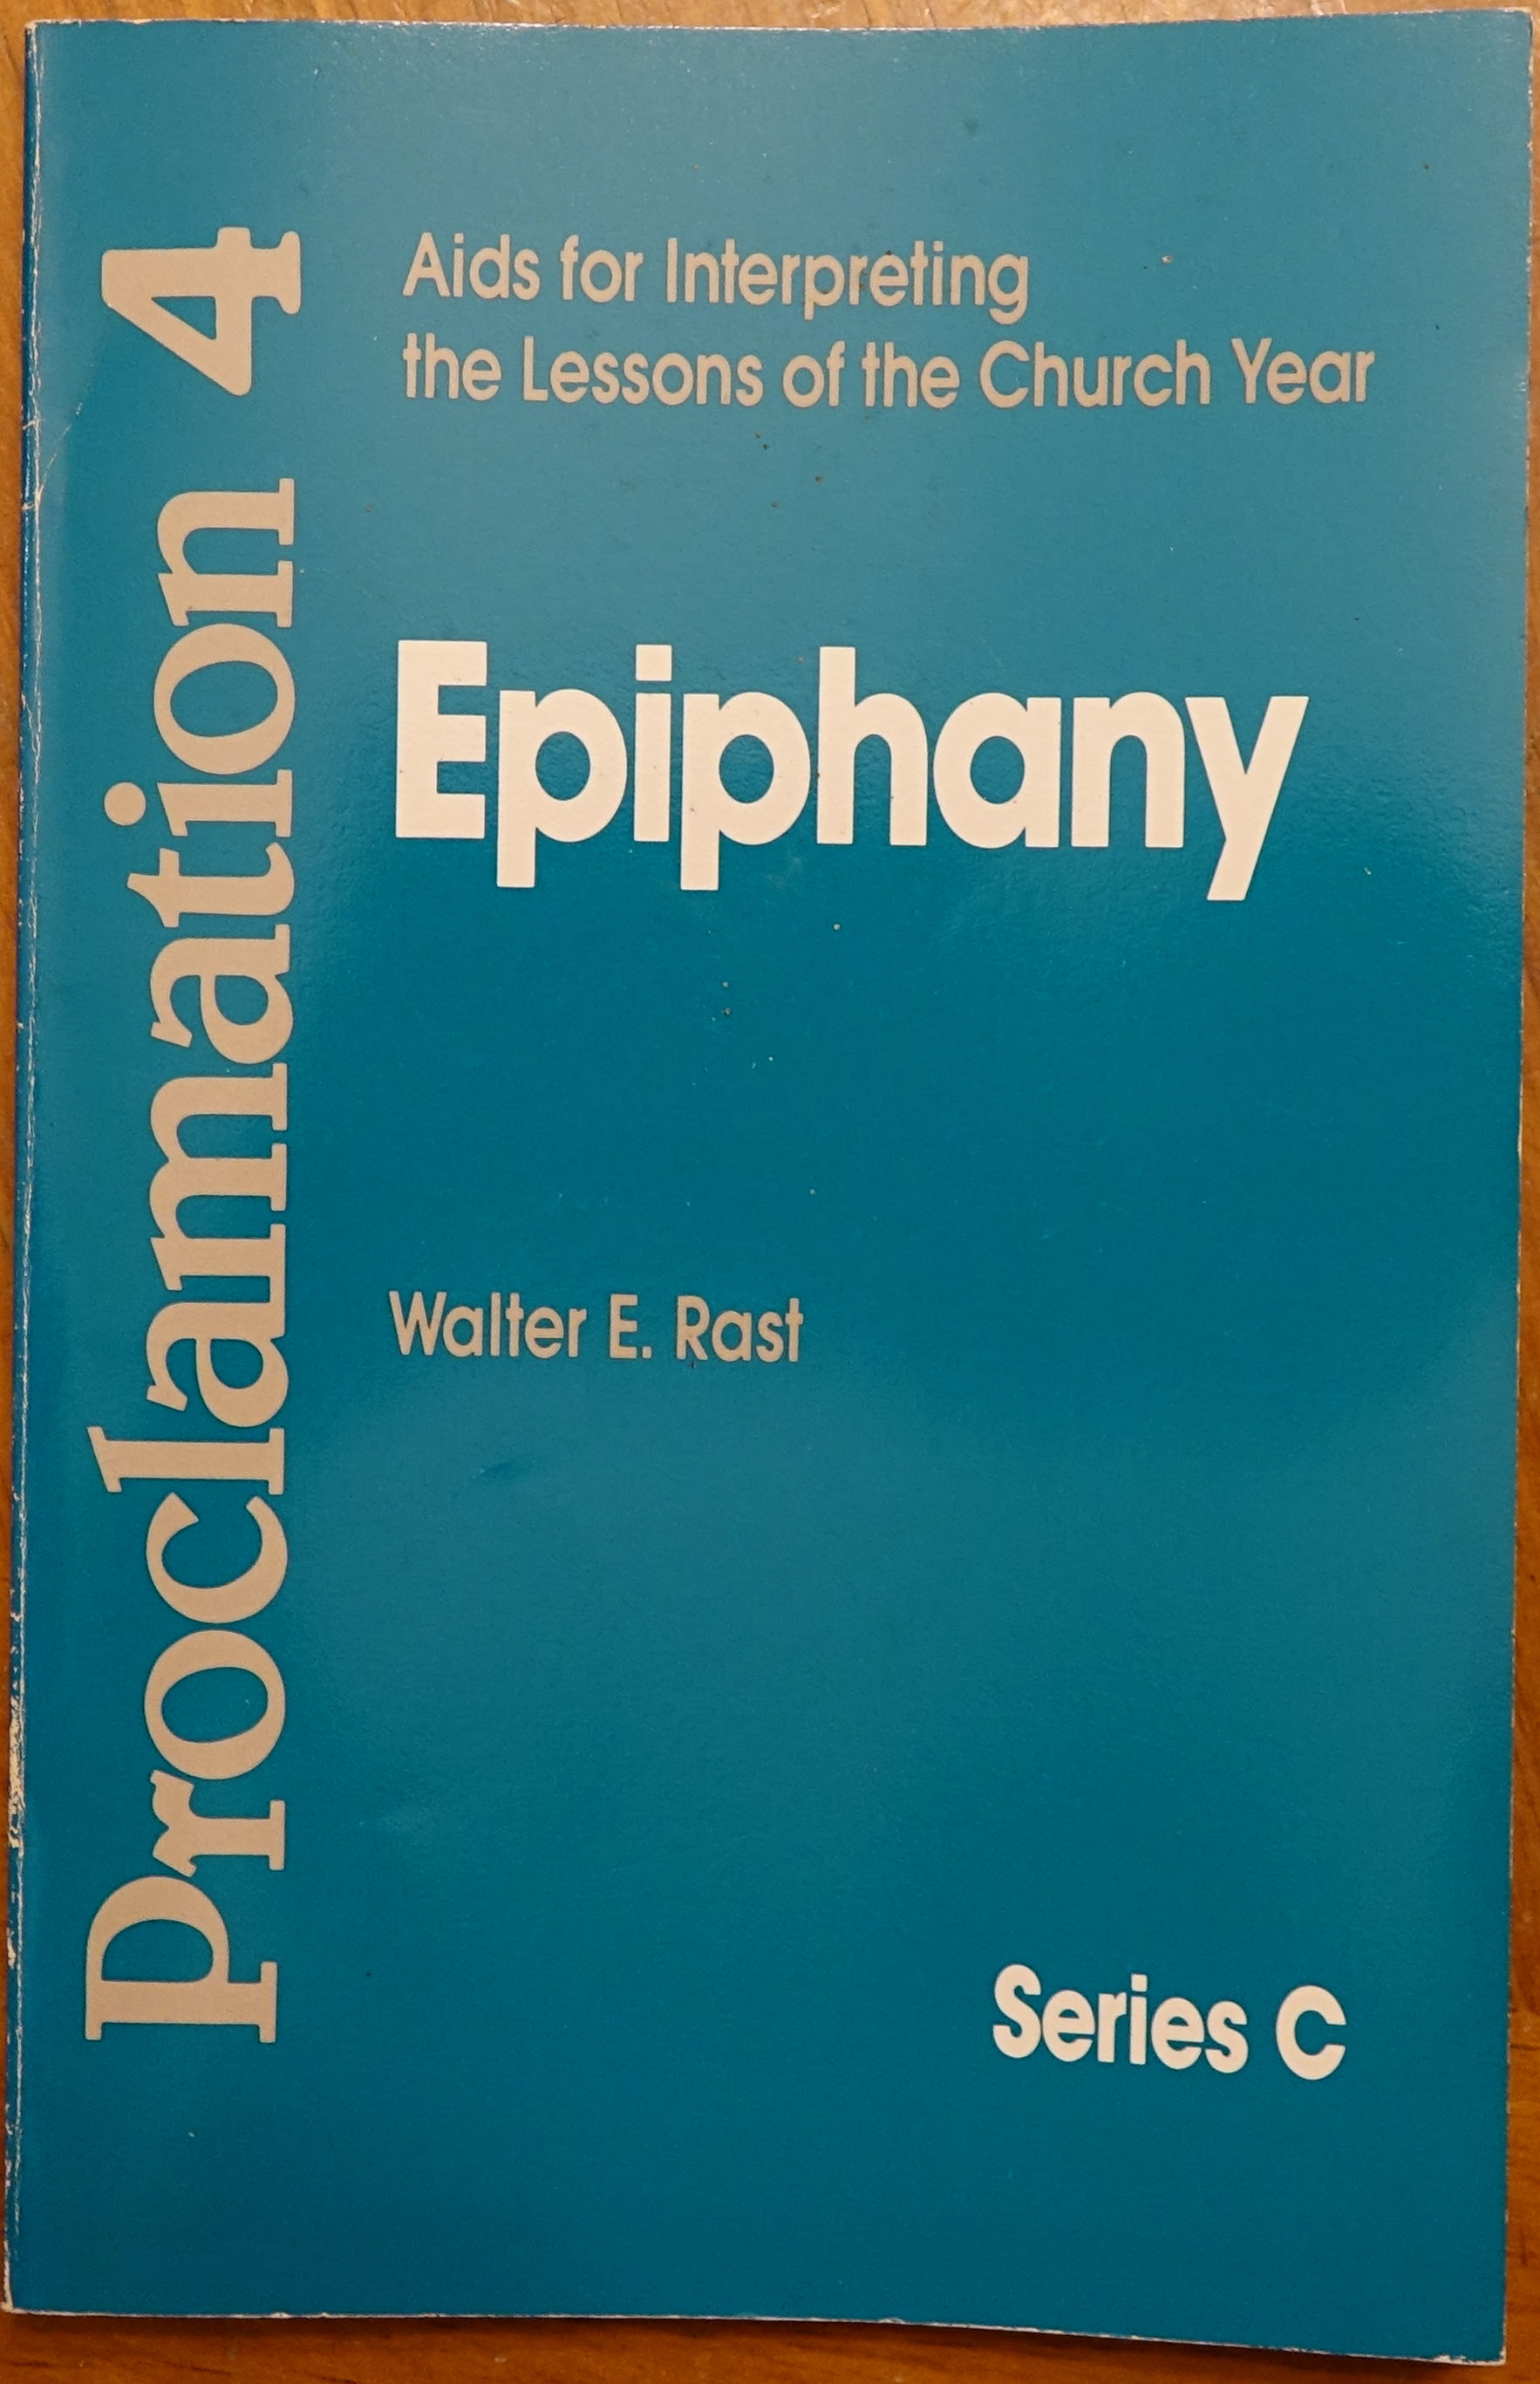 Proclamation 4
Aids for Interpreting
the Lessons of the Church Year
Epiphany
Walter E. Rast
Series C